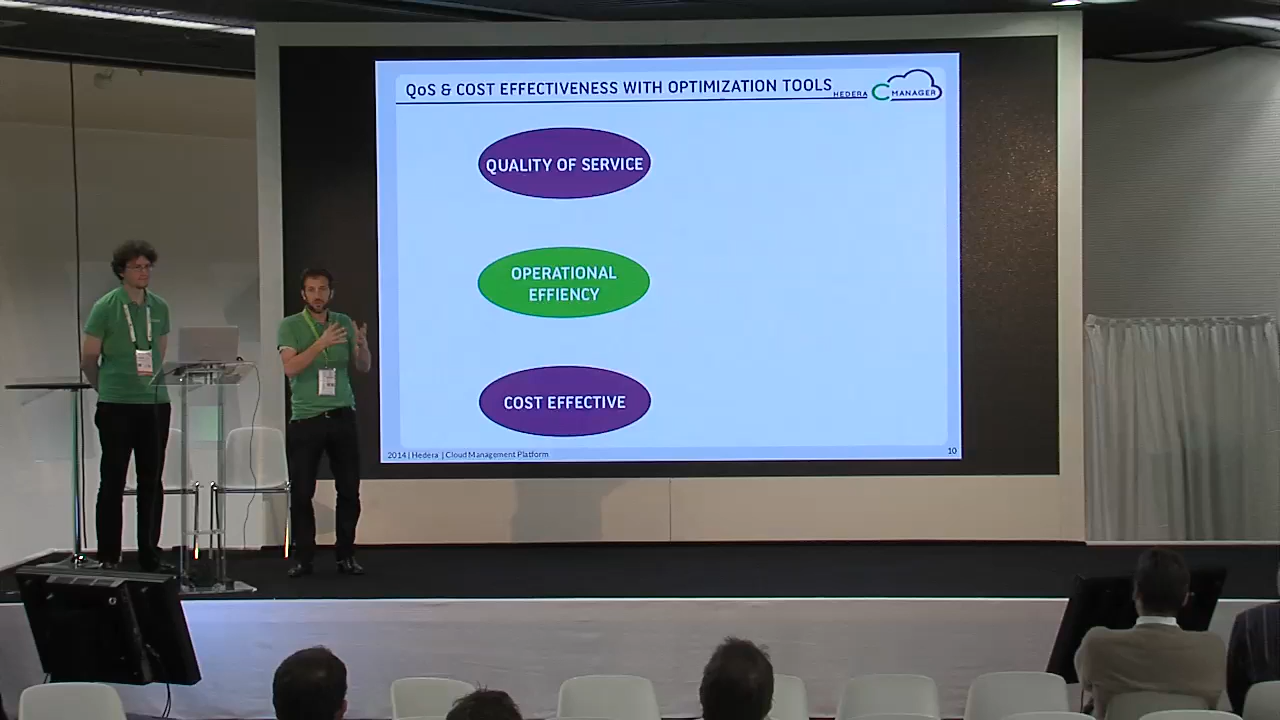 QoS & COST EFFECTIVENESS WITH OPTIMIZATION TOOLS
HEDERA
MANAGER
QUALITY OF SERVICE
OPERATIONAL
EFFIENCY
COST EFFECTIVE
2014 | Hedera | Cloud Management Platform
10